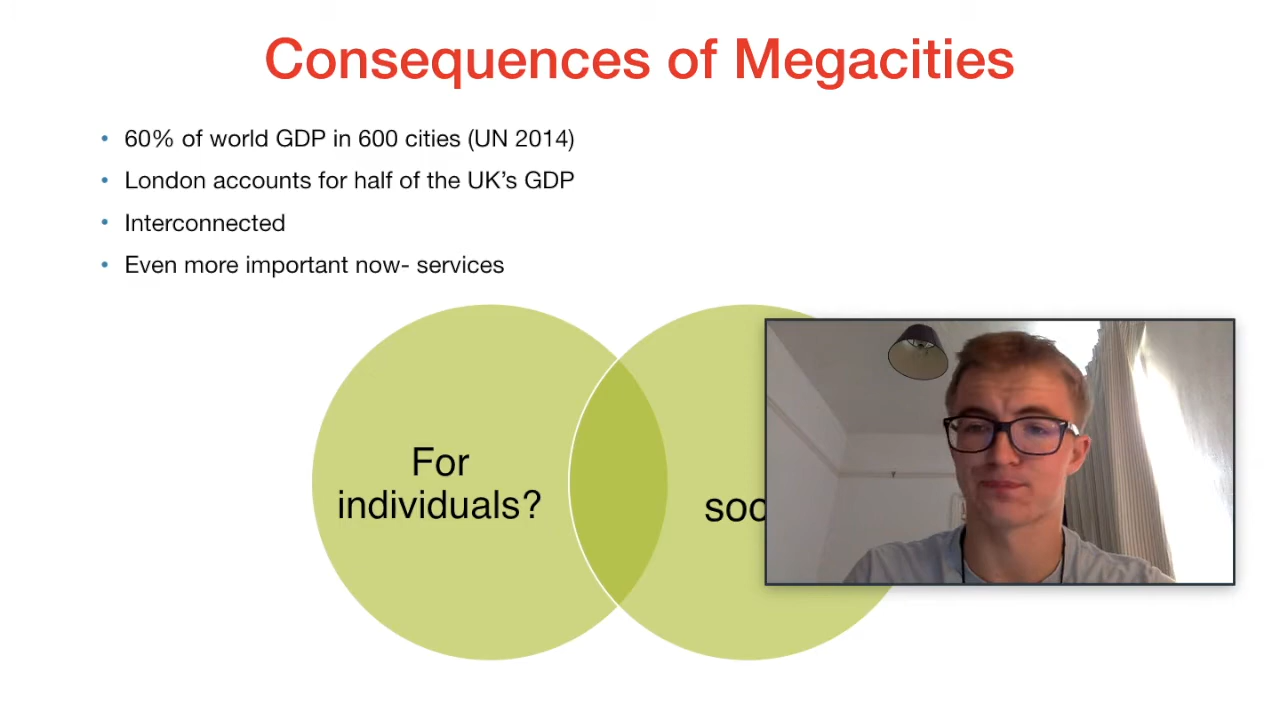 Consequences of Megacities
• 60% of world GDP in 600 cities (UN 2014)
• London accounts for half of the UK’s GDP
• Interconnected
• Even more important now- services
For
individuals?